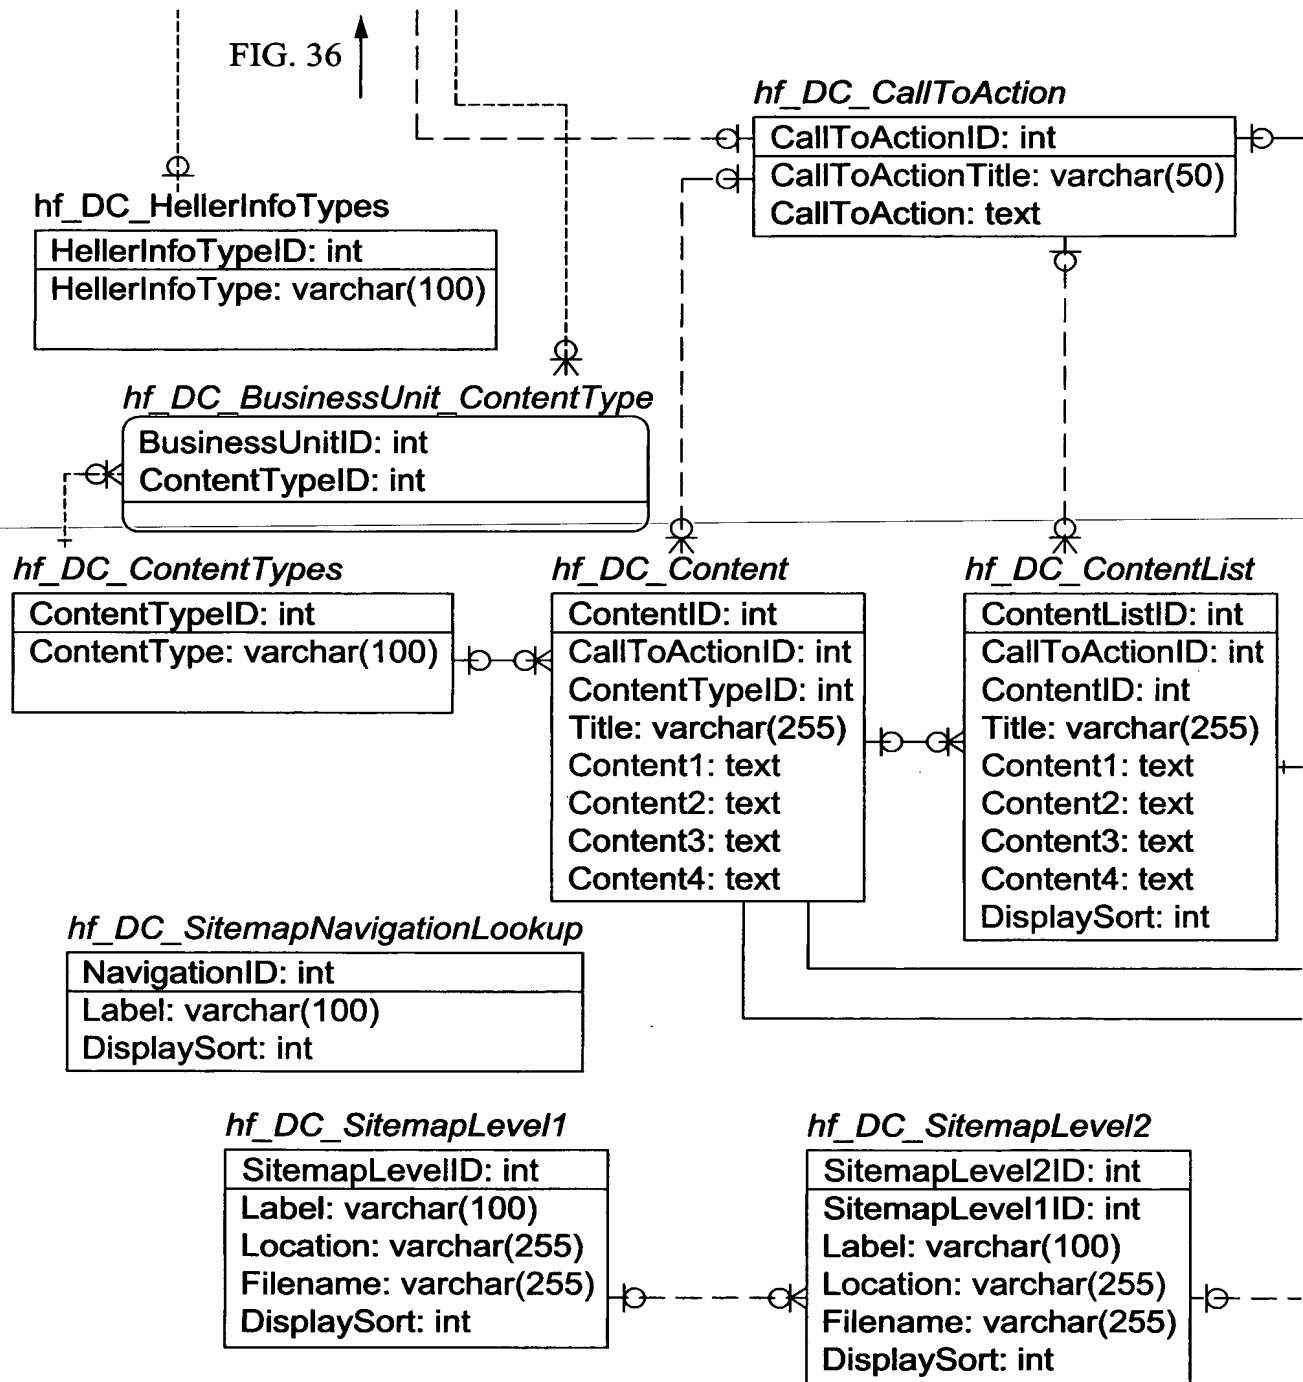 FIG. 36
hf_DC_CallToAction
CallToActionID: int
CallToActionTitle: varchar(50)
CallToAction: text
hf_DC_HellerInfoTypes
HellerInfoTypeID: int
HellerInfoType: varchar(100)
hf_DC_BusinessUnit_ContentType
BusinessUnitID: int
ContentTypeID: int
hf_DC_ContentTypes
ContentTypeID: int
ContentType: varchar(100)
hf_DC_Content
ContentID: int
CallToActionID: int
ContentTypeID: int
Title: varchar(255)
Content1: text
Content2: text
Content3: text
Content4: text
hf_DC_ContentList
ContentListID: int
CallToActionID: int
ContentID: int
Title: varchar(255)
Content1: text
Content2: text
Content3: text
Content4: text
DisplaySort: int
hf_DC_SitemapNavigationLookup
NavigationID: int
Label: varchar(100)
DisplaySort: int
hf_DC_SitemapLevel1
SitemapLevelID: int
Label: varchar(100)
Location: varchar(255)
Filename: varchar(255)
DisplaySort: int
hf_DC_SitemapLevel2
SitemapLevel2ID: int
SitemapLevel1ID: int
Label: varchar(100)
Location: varchar(255)
Filename: varchar(255)
DisplaySort: int